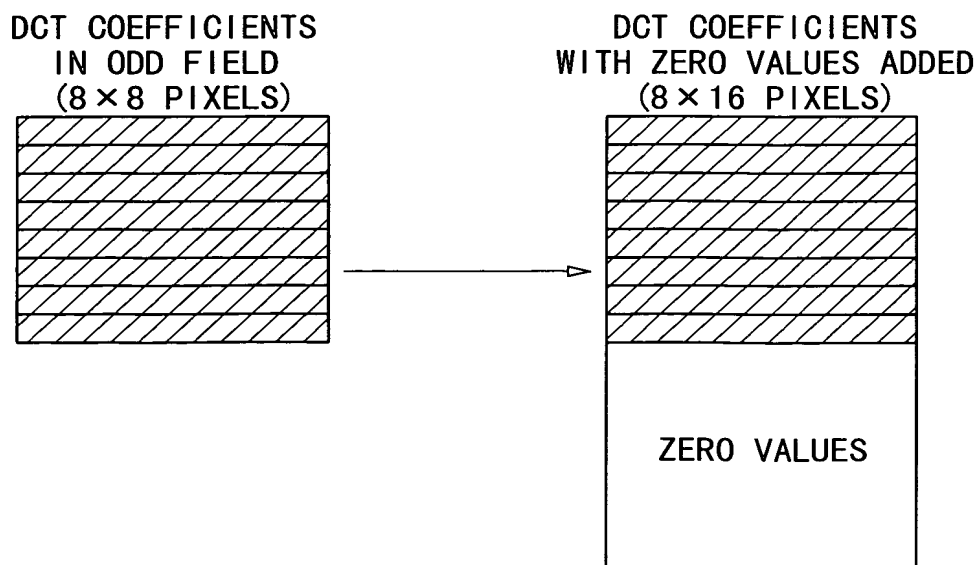 DCT COEFFICIENTS
IN ODD FIELD
(8×8 PIXELS)
DCT COEFFICIENTS
WITH ZERO VALUES ADDED
(8×16 PIXELS)
ZERO VALUES